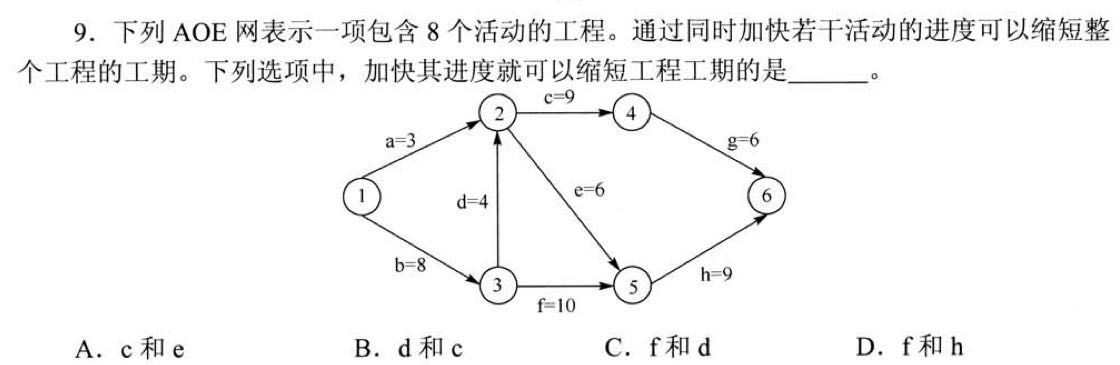 9. 下列 AOE 网表示一项包含 8 个活动的工程。通过同时加快若干活动的进度可以缩短整
个工程的工期。下列选项中，加快其进度就可以缩短工程工期的是______。
c=9
2
4
a=3
g=6
1
d=4
e=6
6
b=8
h=9
3
5
f=10
A. c 和 e
B. d 和 c
C. f 和 d
D. f 和 h